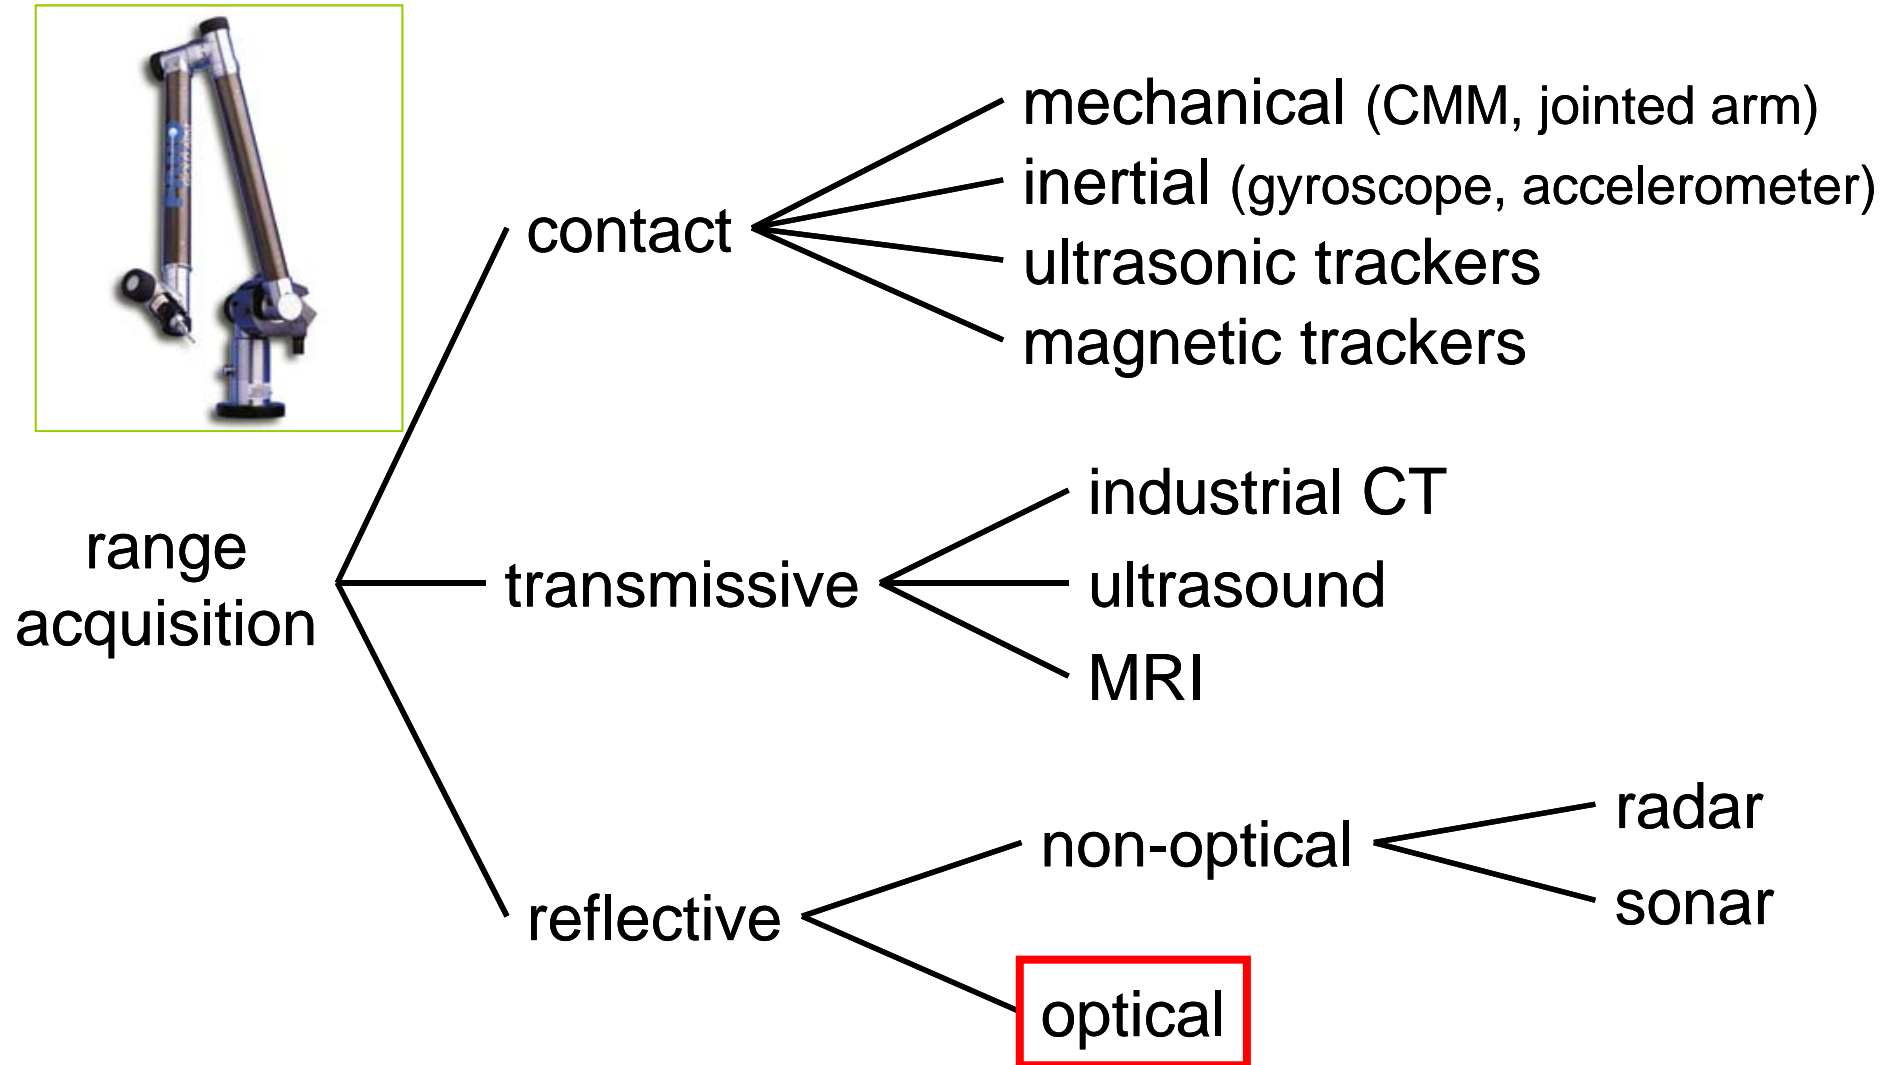 mechanical (CMM, jointed arm)
inertial (gyroscope, accelerometer)
contact
ultrasonic trackers
magnetic trackers
industrial CT
range
acquisition
transmissive
ultrasound
MRI
radar
non-optical
sonar
reflective
optical